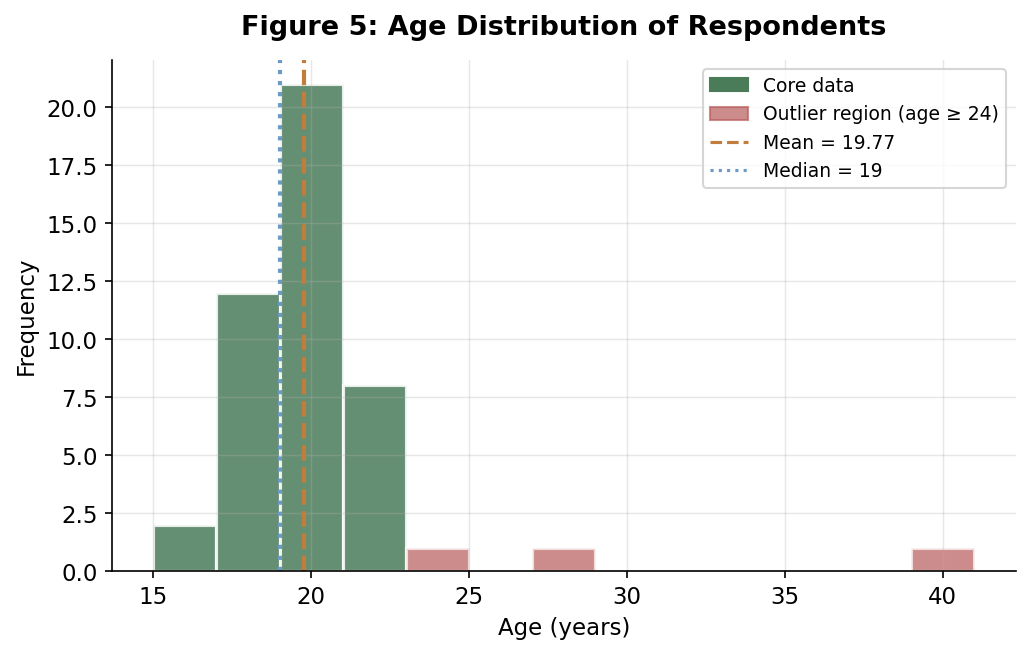 Figure 5: Age Distribution of Respondents
Core data
Outlier region (age ≥ 24)
Mean = 19.77
Median = 19
20.0
17.5
15.0
12.5
10.0
7.5
5.0
2.5
0.0
Frequency
15 20 25 30 35 40
Age (years)